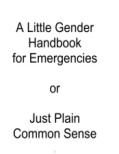 A Little Gender
Handbook
for Emergencies
or
Just Plain
Common Sense